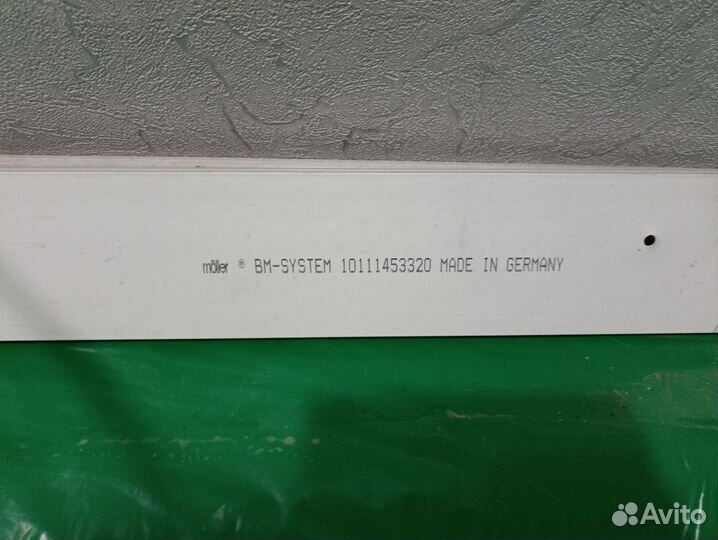 möller ® BM-SYSTEM 10111453320 MADE IN GERMANY
Avito